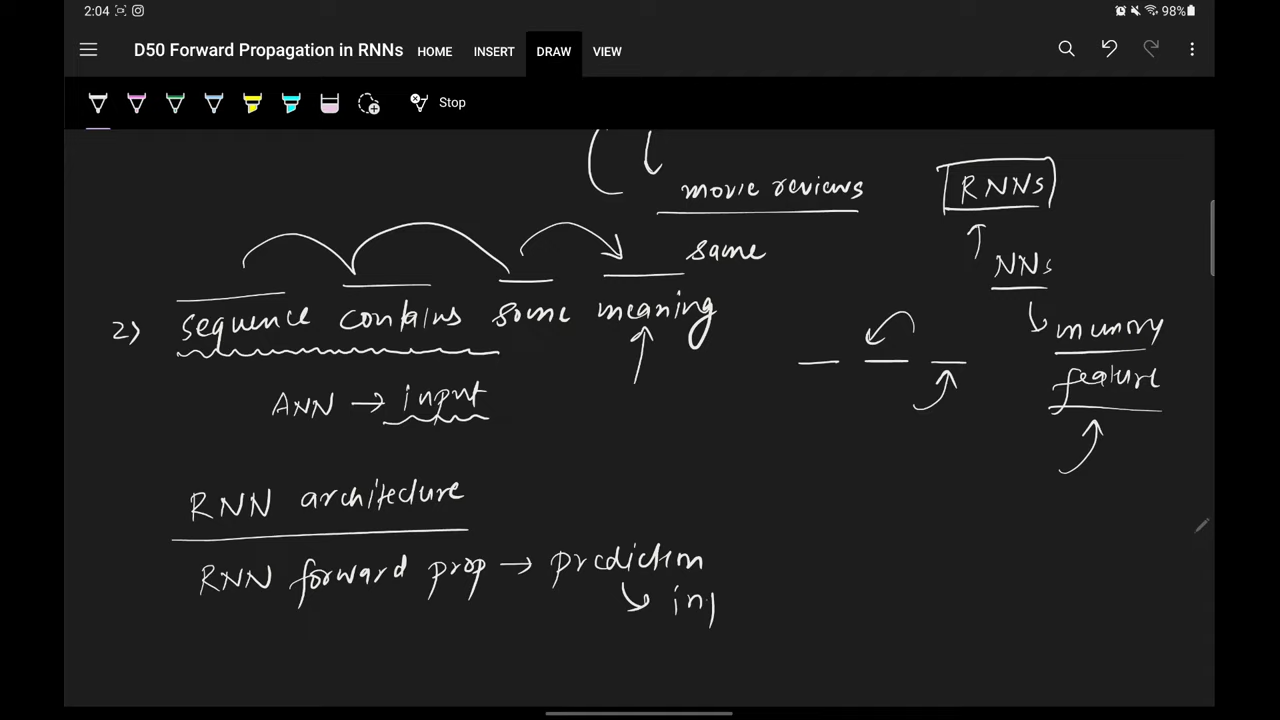 2:04 98%
D50 Forward Propagation in RNNs HOME INSERT DRAW VIEW
Stop
movie reviews
RNNs
same
NNs
2) sequence contains some meaning
memory
feature
ANN → input
RNN architecture
RNN forward prop → prediction
inp